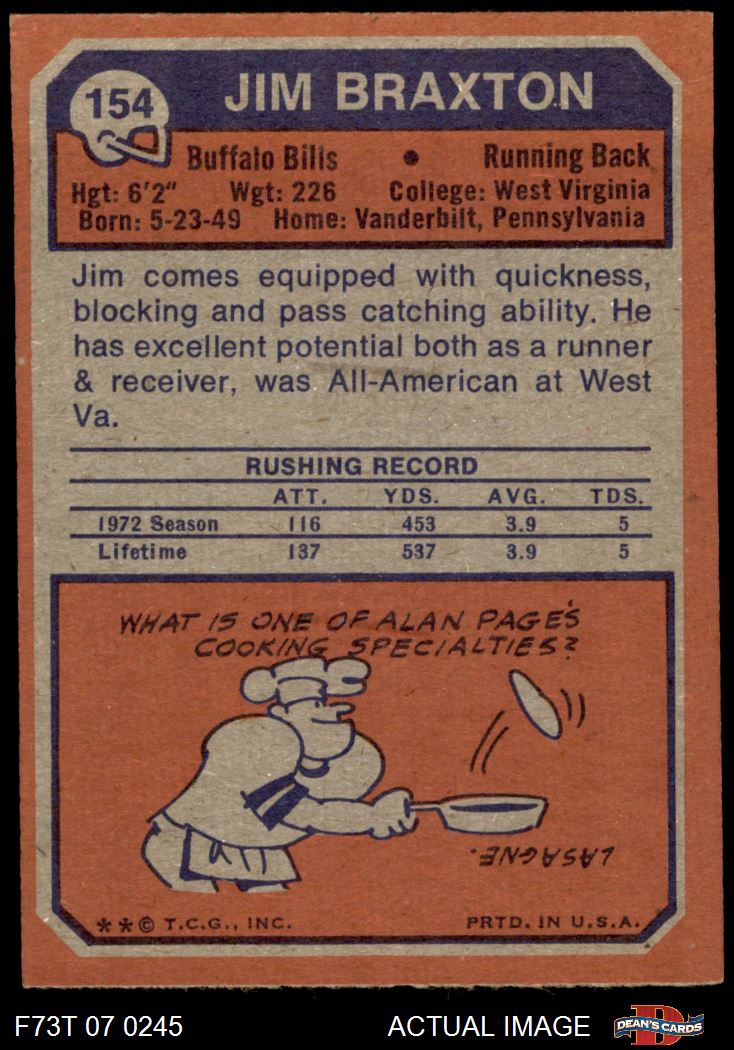 154
JIM BRAXTON
Buffalo Bills • Running Back
Hgt: 6'2" Wgt: 226 College: West Virginia
Born: 5-23-49 Home: Vanderbilt, Pennsylvania
Jim comes equipped with quickness,
blocking and pass catching ability. He
has excellent potential both as a runner
& receiver, was All-American at West
Va.
RUSHING RECORD
ATT. YDS. AVG. TDS.
1972 Season 116 453 3.9 5
Lifetime 137 537 3.9 5
WHAT IS ONE OF ALAN PAGE'S
COOKING SPECIALTIES?
LASAGNE.
**© T.C.G., INC. PRTD. IN U.S.A.
F73T 07 0245 ACTUAL IMAGE DEAN'S CARDS